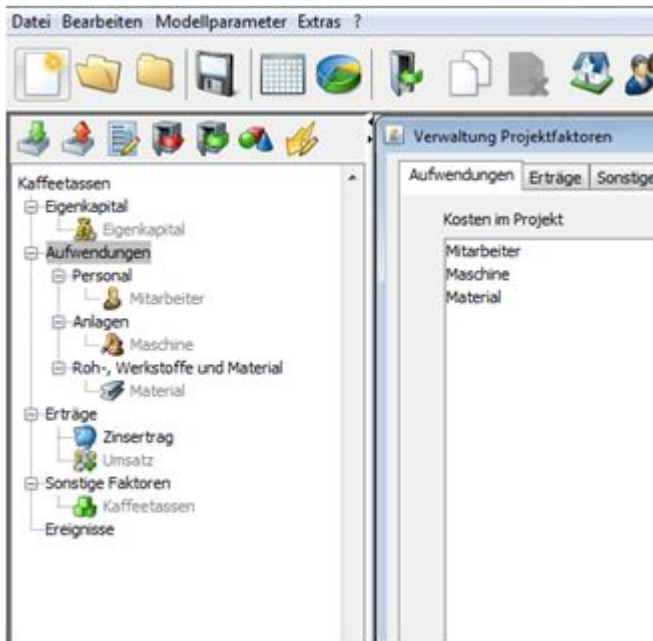 Datei Bearbeiten Modellparameter Extras ?
Kaffeetassen
Eigenkapital
Eigenkapital
Aufwendungen
Personal
Mitarbeiter
Anlagen
Maschine
Roh-, Werkstoffe und Material
Material
Erträge
Zinsertrag
Umsatz
Sonstige Faktoren
Kaffeetassen
Ereignisse
Verwaltung Projektfaktoren
Aufwendungen Erträge Sonstige
Kosten im Projekt
Mitarbeiter
Maschine
Material